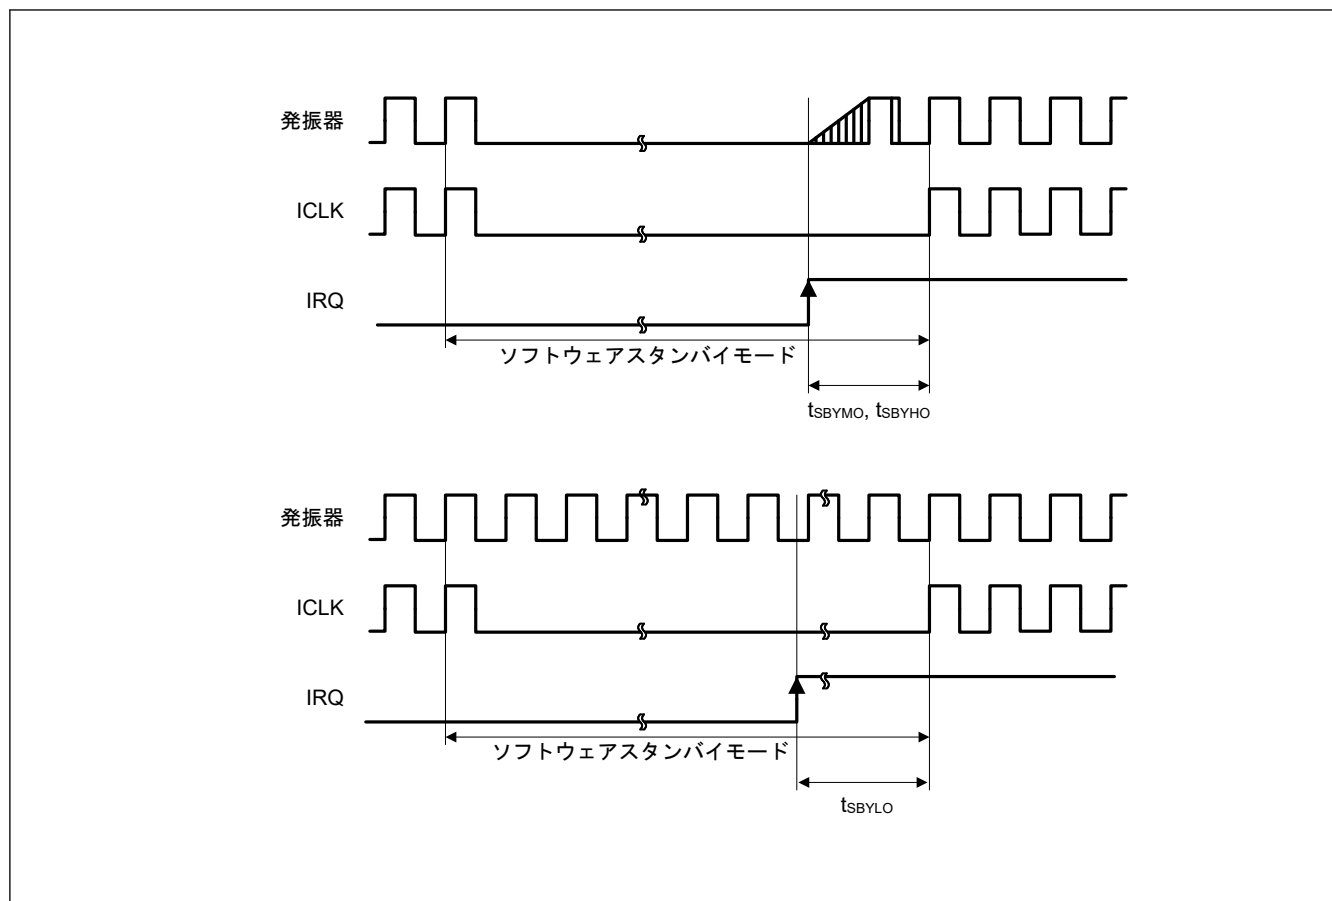 発振器
ICLK
IRQ
ソフトウェアスタンバイモード
tSBYMO, tSBYHO
発振器
ICLK
IRQ
ソフトウェアスタンバイモード
tSBYLO